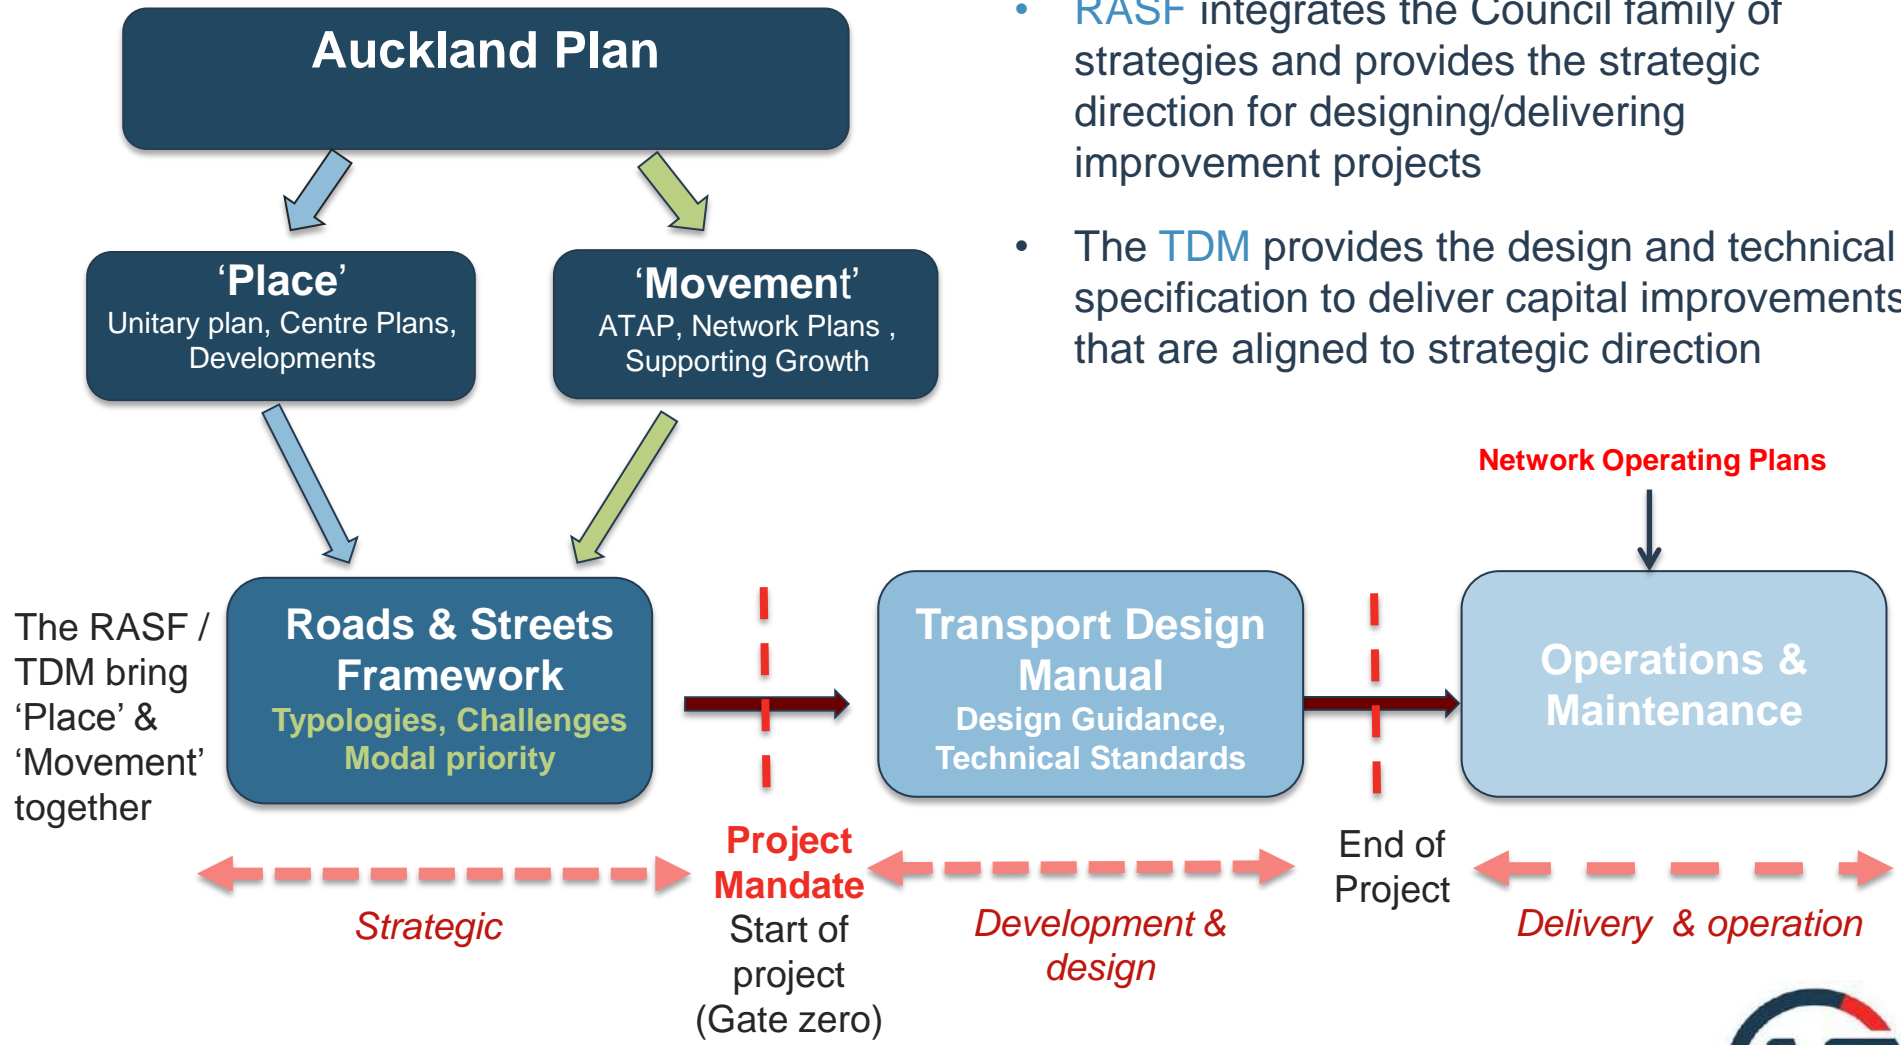 Auckland Plan
• RASF integrates the Council family of
strategies and provides the strategic
direction for designing/delivering
improvement projects
• The TDM provides the design and technical
specification to deliver capital improvements
that are aligned to strategic direction
‘Place’
Unitary plan, Centre Plans,
Developments
‘Movement’
ATAP, Network Plans ,
Supporting Growth
Network Operating Plans
The RASF /
TDM bring
‘Place’ &
‘Movement’
together
Roads & Streets
Framework
Typologies, Challenges
Modal priority
Transport Design
Manual
Design Guidance,
Technical Standards
Operations &
Maintenance
Strategic
Project
Mandate
Start of
project
(Gate zero)
Development &
design
End of
Project
Delivery & operation